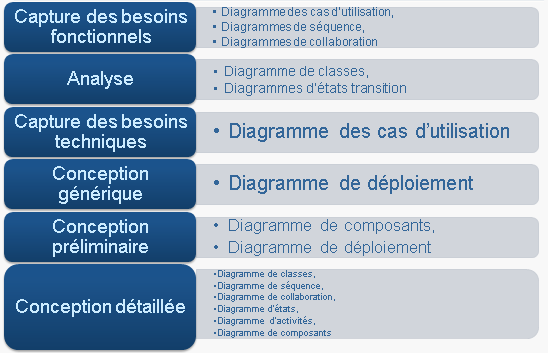 Capture des besoins
fonctionnels
• Diagramme des cas d'utilisation,
• Diagrammes de séquence,
• Diagrammes de collaboration
Analyse
• Diagramme de classes,
• Diagrammes d'états transition
Capture des besoins
techniques
• Diagramme des cas d'utilisation
Conception
générique
• Diagramme de déploiement
Conception
préliminaire
• Diagramme de composants,
• Diagramme de déploiement
Conception détaillée
•Diagramme de classes,
•Diagramme de séquence,
•Diagramme de collaboration,
•Diagramme d'états,
•Diagramme d'activités,
•Diagramme de composants